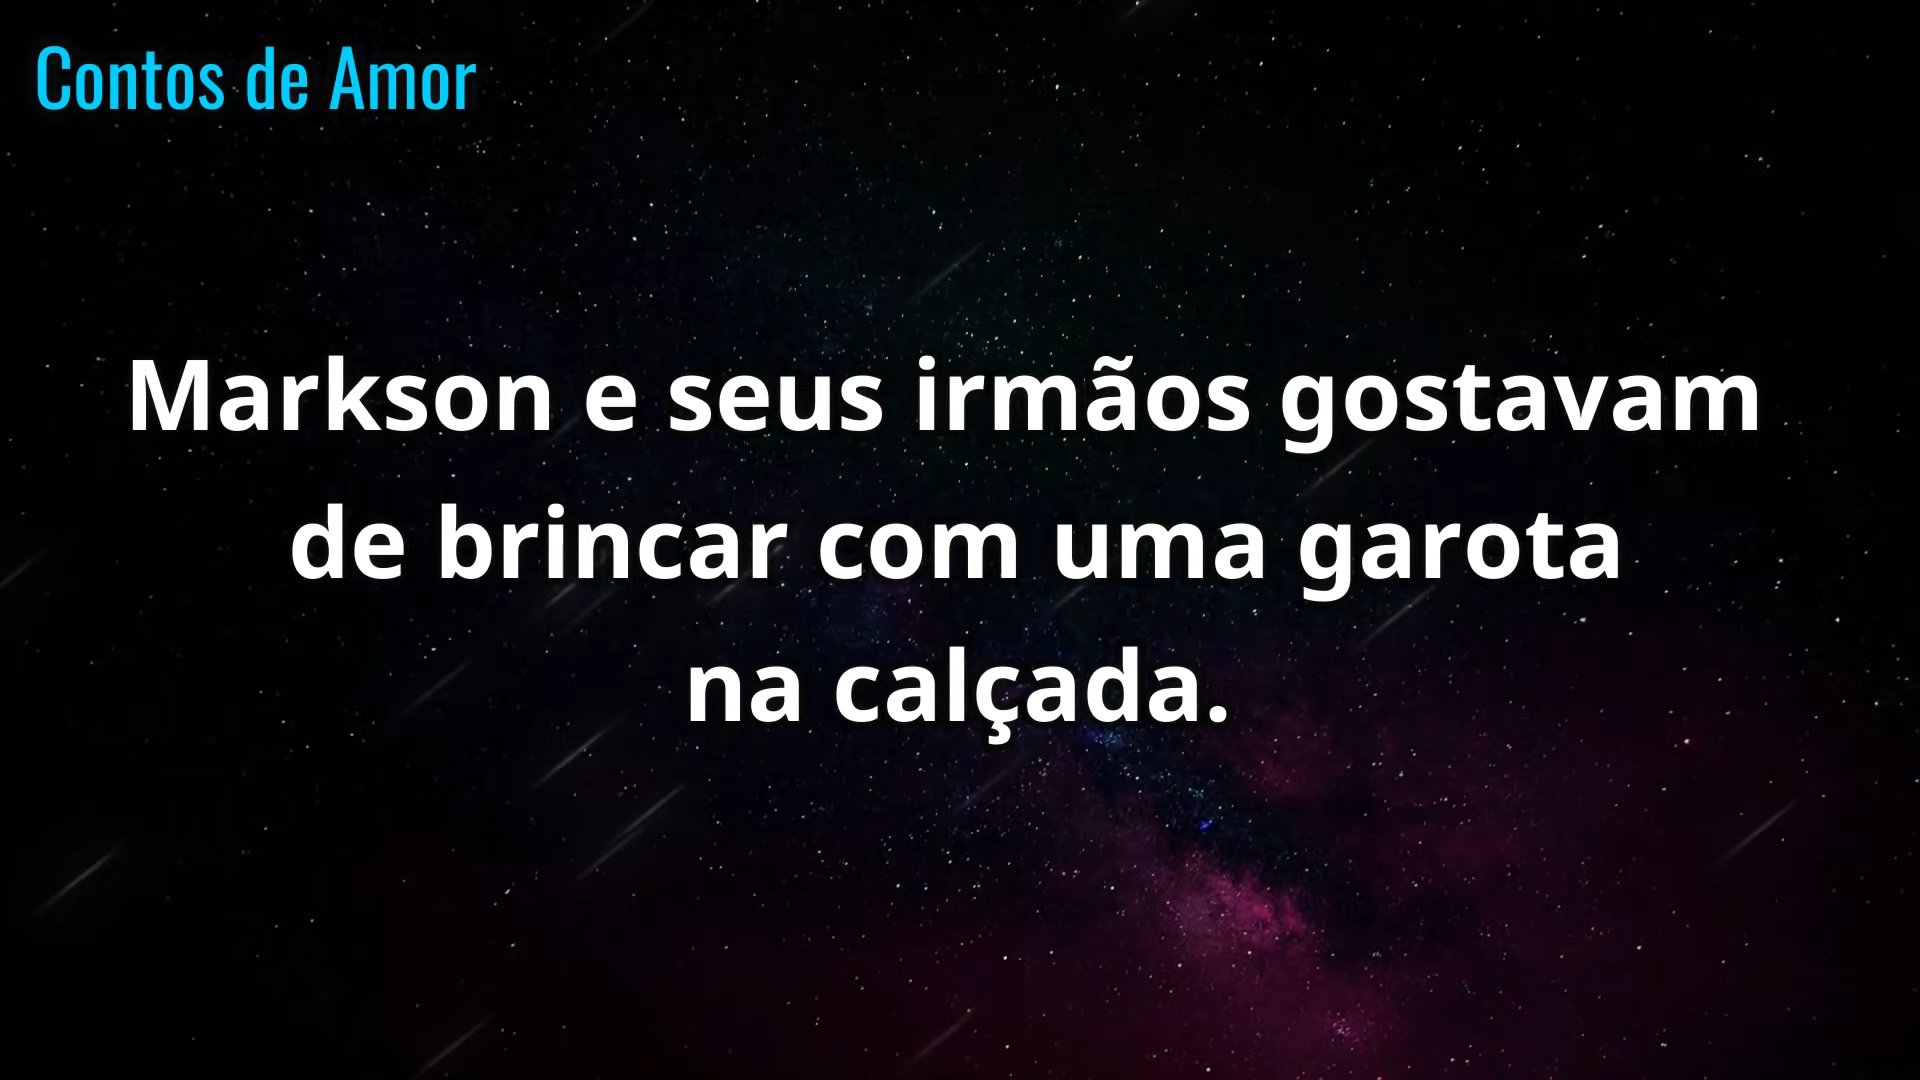 Contos de Amor
Markson e seus irmãos gostavam
de brincar com uma garota
na calçada.